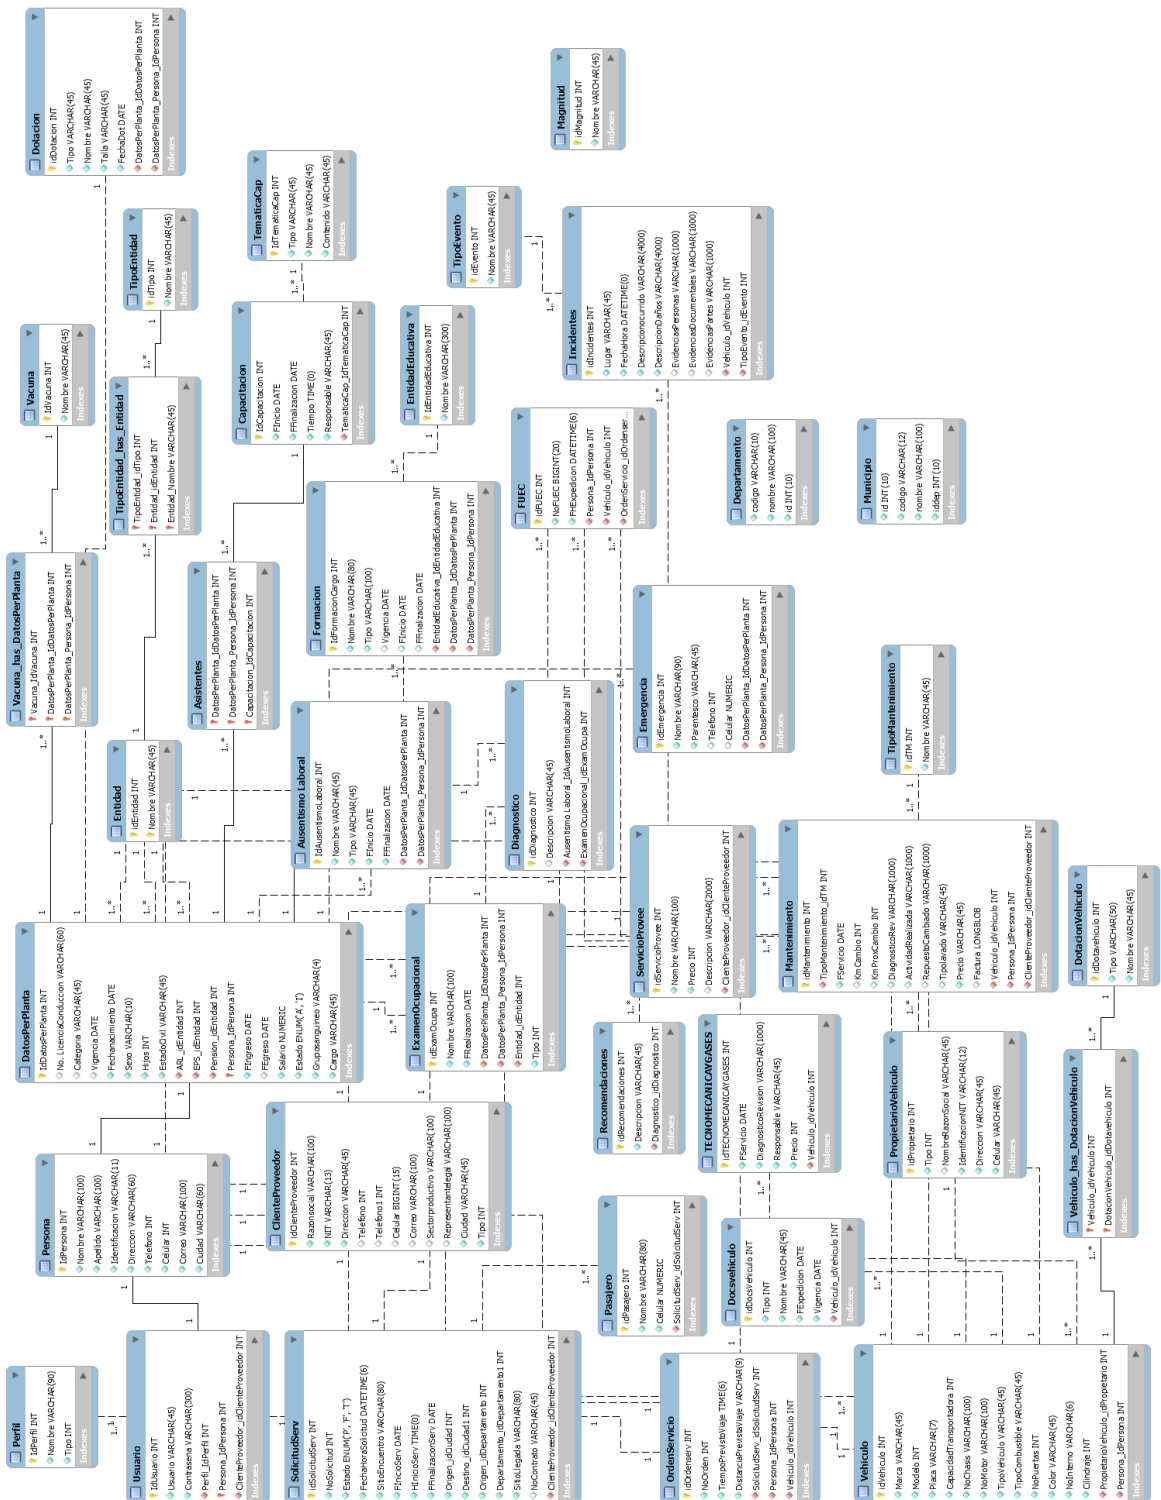 Perfil
IdPerfil INT
Nombre VARCHAR(90)
Tipo INT
Indexes
Usuario
IdUsuario INT
Usuario VARCHAR(45)
Contrasena VARCHAR(300)
Perfil_IdPerfil INT
Persona_IdPersona INT
ClienteProveedor_idClienteProveedor INT
Indexes
SolicitudServ
idSolicitudServ INT
NoSolicitud INT
Estado ENUM('P', 'F', 'T')
FechaHoraSolicitud DATETIME(6)
SitoEncuentro VARCHAR(80)
FInicioServ DATE
HInicioServ TIME(0)
FFinalizaconServ DATE
Origen_idCiudad INT
Destino_idCiudad1 INT
Origen_idDepartamento INT
Departamento_idDepartamento1 INT
SitoLlegada VARCHAR(80)
NoContrato VARCHAR(45)
ClienteProveedor_idClienteProveedor INT
Indexes
OrdenServicio
idOrdenserv INT
NoOrden INT
TiempoPrevistoViaje TIME(6)
DistanciaPrevistaViaje VARCHAR(9)
SolicitudServ_idSolicitudServ INT
Persona_IdPersona INT
Vehiculo_idVehiculo INT
Indexes
Vehiculo
idVehiculo INT
Marca VARCHAR(45)
Modelo INT
Placa VARCHAR(7)
CapacidadTransportadora INT
NoChasis VARCHAR(100)
NoMotor VARCHAR(100)
TipoVehiculo VARCHAR(45)
TipoCombustible VARCHAR(45)
NoPuertas INT
Color VARCHAR(45)
NoInterno VARCHAR(6)
Cilindraje INT
PropietarioVehiculo_idPropietario INT
Persona_IdPersona INT
Indexes
Persona
IdPersona INT
Nombre VARCHAR(100)
Apellido VARCHAR(100)
Identificacion VARCHAR(11)
Direccion VARCHAR(60)
Telefono INT
Celular INT
Correo VARCHAR(100)
Ciudad VARCHAR(60)
Indexes
ClienteProveedor
idClienteProveedor INT
Razonsocial VARCHAR(100)
NIT VARCHAR(13)
Direccion VARCHAR(45)
Telefono INT
Telefono1 INT
Celular BIGINT(15)
Correo VARCHAR(100)
Sectorproductivo VARCHAR(100)
Representantelegal VARCHAR(100)
Ciudad VARCHAR(45)
Tipo INT
Indexes
Pasajero
idPasajero INT
Nombre VARCHAR(80)
Celular NUMERIC
SolicitudServ_idSolicitudServ INT
Indexes
Docsvehiculo
idDocsVehiculo INT
Tipo INT
Nombre VARCHAR(45)
FExpedicion DATE
Vigencia DATE
Vehiculo_idVehiculo INT
Indexes
DatosPerPlanta
IdDatosPerPlanta INT
No. LicenciaConduccion VARCHAR(60)
Categoria VARCHAR(45)
Vigencia DATE
Fechanacimiento DATE
Sexo VARCHAR(10)
Hijos INT
EstadoCivil VARCHAR(45)
ARL_idEntidad INT
EPS_idEntidad INT
Pension_idEntidad INT
Persona_IdPersona INT
FIngreso DATE
FEgreso DATE
Salario NUMERIC
Estado ENUM('A', 'I')
Gruposanguineo VARCHAR(4)
Cargo VARCHAR(45)
Indexes
ExamenOcupacional
idExamOcupa INT
Nombre VARCHAR(100)
FRealizacion DATE
DatosPerPlanta_IdDatosPerPlanta INT
DatosPerPlanta_Persona_IdPersona INT
Entidad_idEntidad INT
Tipo INT
Indexes
Recomendaciones
idRecomendaciones INT
Descripcion VARCHAR(45)
Diagnostico_idDiagnostico INT
Indexes
TECNOMECANICAYGASES
idTECNOMECANICAYGASES INT
FServicio DATE
DiagnosticoRevision VARCHAR(1000)
Responsable VARCHAR(45)
Precio INT
Vehiculo_idVehiculo INT
Indexes
PropietarioVehiculo
idPropietario INT
Tipo INT
NombreRazonSocial VARCHAR(45)
IdentificacionNIT VARCHAR(12)
Direccion VARCHAR(45)
Celular VARCHAR(45)
Indexes
Vehiculo_has_DotacionVehiculo
Vehiculo_idVehiculo INT
DotacionVehiculo_idDotavehiculo INT
Indexes
Entidad
idEntidad INT
Nombre VARCHAR(45)
Indexes
Ausentismo Laboral
IdAusentismoLaboral INT
Nombre VARCHAR(45)
Tipo VARCHAR(45)
FInicio DATE
FFinalizacion DATE
DatosPerPlanta_IdDatosPerPlanta INT
DatosPerPlanta_Persona_IdPersona INT
Indexes
Diagnostico
idDiagnostico INT
Descripcion VARCHAR(45)
Ausentismo Laboral_IdAusentismoLaboral INT
ExamenOcupacional_idExamOcupa INT
Indexes
ServicioProvee
idServicioProvee INT
Nombre VARCHAR(100)
Precio INT
Descripcion VARCHAR(2000)
ClienteProveedor_idClienteProveedor INT
Indexes
Mantenimiento
idMantenimiento INT
TipoMantenimiento_idTM INT
FServicio DATE
KmCambio INT
KmProxCambio INT
DiagnosticoRev VARCHAR(1000)
ActividadRealizada VARCHAR(1000)
RepuestoCambiado VARCHAR(1000)
Tipolavado VARCHAR(45)
Precio VARCHAR(45)
Factura LONGBLOB
Vehiculo_idVehiculo INT
Persona_IdPersona INT
ClienteProveedor_idClienteProveedor INT
Indexes
DotacionVehiculo
idDotavehiculo INT
Tipo VARCHAR(50)
Nombre VARCHAR(45)
Indexes
Vacuna_has_DatosPerPlanta
Vacuna_IdVacuna INT
DatosPerPlanta_IdDatosPerPlanta INT
DatosPerPlanta_Persona_IdPersona INT
Indexes
Asistentes
DatosPerPlanta_IdDatosPerPlanta INT
DatosPerPlanta_Persona_IdPersona INT
Capacitacion_IdCapacitacion INT
Indexes
Formacion
IdFormacionCargo INT
Nombre VARCHAR(80)
Tipo VARCHAR(100)
Vigencia DATE
FInicio DATE
FFinalizacion DATE
EntidadEducativa_IdEntidadEducativa INT
DatosPerPlanta_IdDatosPerPlanta INT
DatosPerPlanta_Persona_IdPersona INT
Indexes
Emergencia
idEmergencia INT
Nombre VARCHAR(90)
Parentesco VARCHAR(45)
Telefono INT
Celular NUMERIC
DatosPerPlanta_IdDatosPerPlanta INT
DatosPerPlanta_Persona_IdPersona INT
Indexes
TipoMantenimiento
idTM INT
Nombre VARCHAR(45)
Indexes
TipoEntidad_has_Entidad
TipoEntidad_idTipo INT
Entidad_idEntidad INT
Entidad_Nombre VARCHAR(45)
Indexes
Vacuna
IdVacuna INT
Nombre VARCHAR(45)
Indexes
Capacitacion
IdCapacitacion INT
FInicio DATE
FFinalizacion DATE
Tiempo TIME(0)
Responsable VARCHAR(45)
TematicaCap_IdTematicaCap INT
Indexes
EntidadEducativa
IdEntidadEducativa INT
Nombre VARCHAR(300)
Indexes
FUEC
idFUEC INT
NoFUEC BIGINT(20)
FHExpedicion DATETIME(6)
Persona_IdPersona INT
Vehiculo_idVehiculo INT
OrdenServicio_idOrdenser...
Indexes
Departamento
codigo VARCHAR(10)
nombre VARCHAR(100)
id INT(10)
Indexes
Municipio
id INT(10)
codigo VARCHAR(12)
nombre VARCHAR(100)
iddep INT(10)
Indexes
Dotacion
idDotacion INT
Tipo VARCHAR(45)
Nombre VARCHAR(45)
Talla VARCHAR(45)
FechaDot DATE
DatosPerPlanta_IdDatosPerPlanta INT
DatosPerPlanta_Persona_IdPersona INT
Indexes
TipoEntidad
idTipo INT
Nombre VARCHAR(45)
Indexes
TematicaCap
IdTematicaCap INT
Tipo VARCHAR(45)
Nombre VARCHAR(45)
Contenido VARCHAR(45)
Indexes
TipoEvento
idEvento INT
Nombre VARCHAR(45)
Indexes
Incidentes
idIncidentes INT
Lugar VARCHAR(45)
FechaHora DATETIME(0)
Descripcionocurrido VARCHAR(4000)
DescripcionDaños VARCHAR(4000)
EvidenciasPersonas VARCHAR(1000)
EvidenciasDocumentales VARCHAR(1000)
EvidenciasPartes VARCHAR(1000)
Vehiculo_idVehiculo INT
TipoEvento_idEvento INT
Indexes
Magnitud
idMagnitud INT
Nombre VARCHAR(45)
Indexes